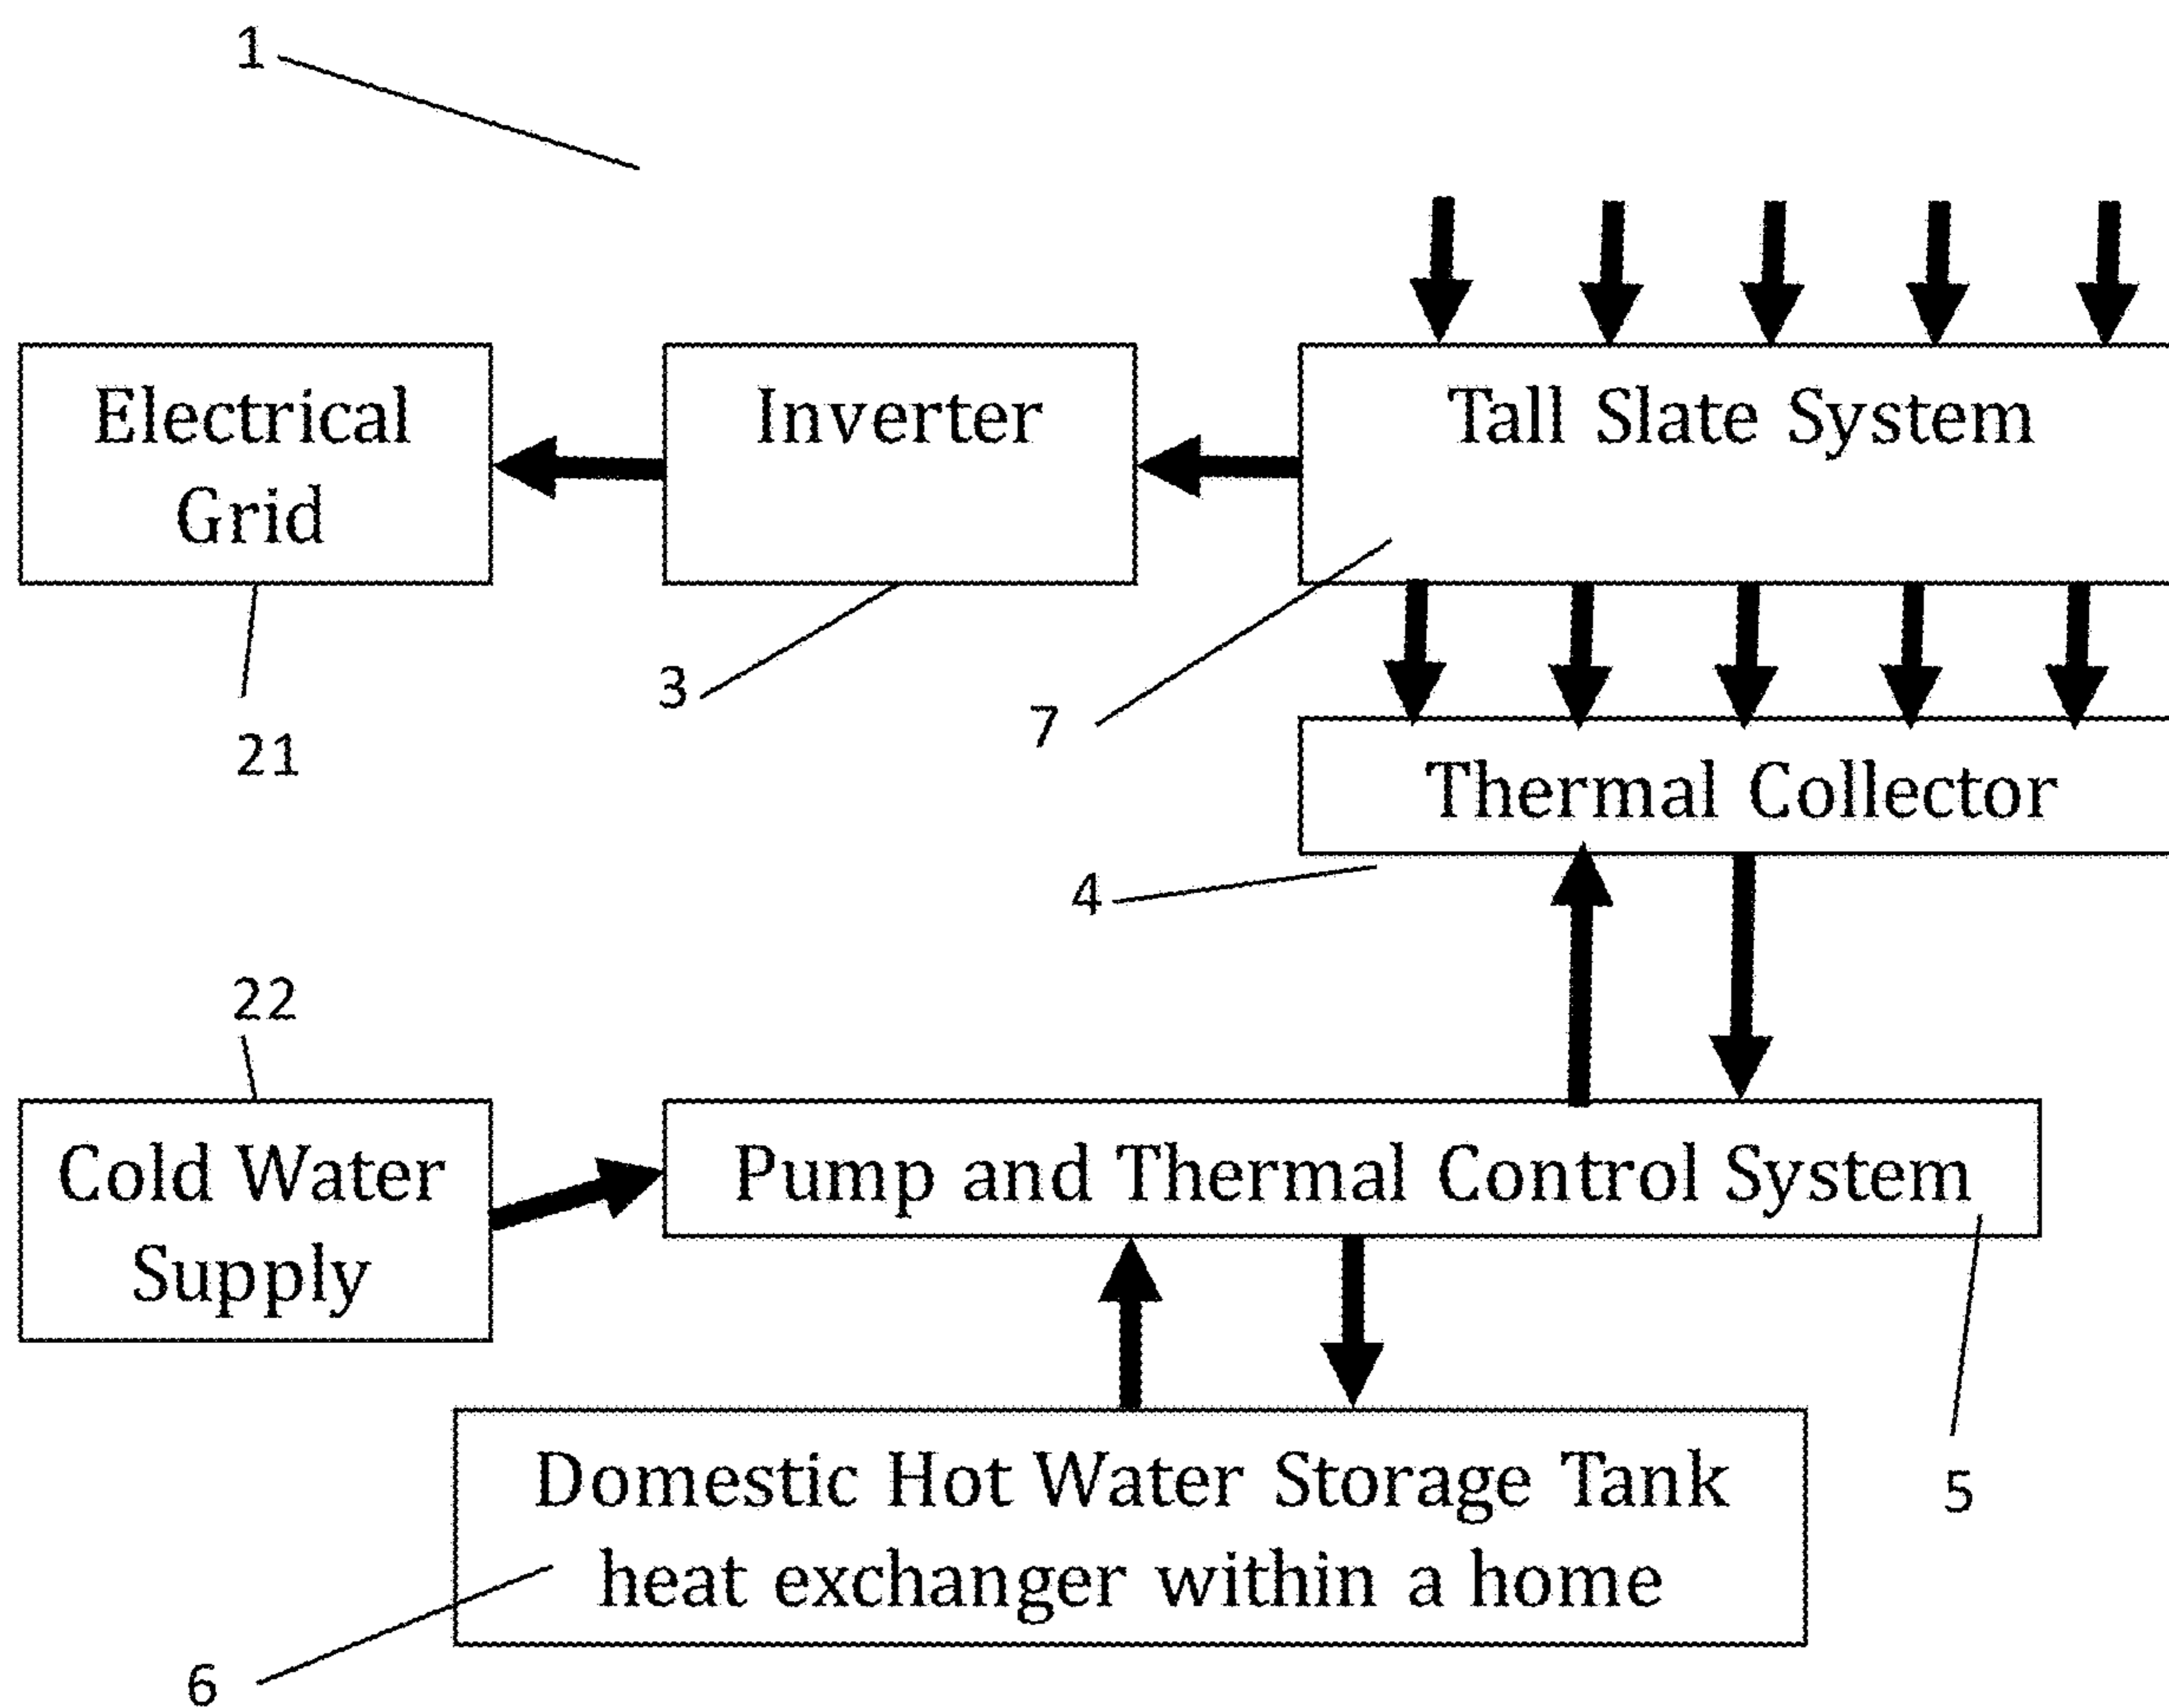 1
Electrical
Grid
Inverter
Tall Slate System
3
7
21
Thermal Collector
4
22
Cold Water
Supply
Pump and Thermal Control System
Domestic Hot Water Storage Tank
heat exchanger within a home
5
6